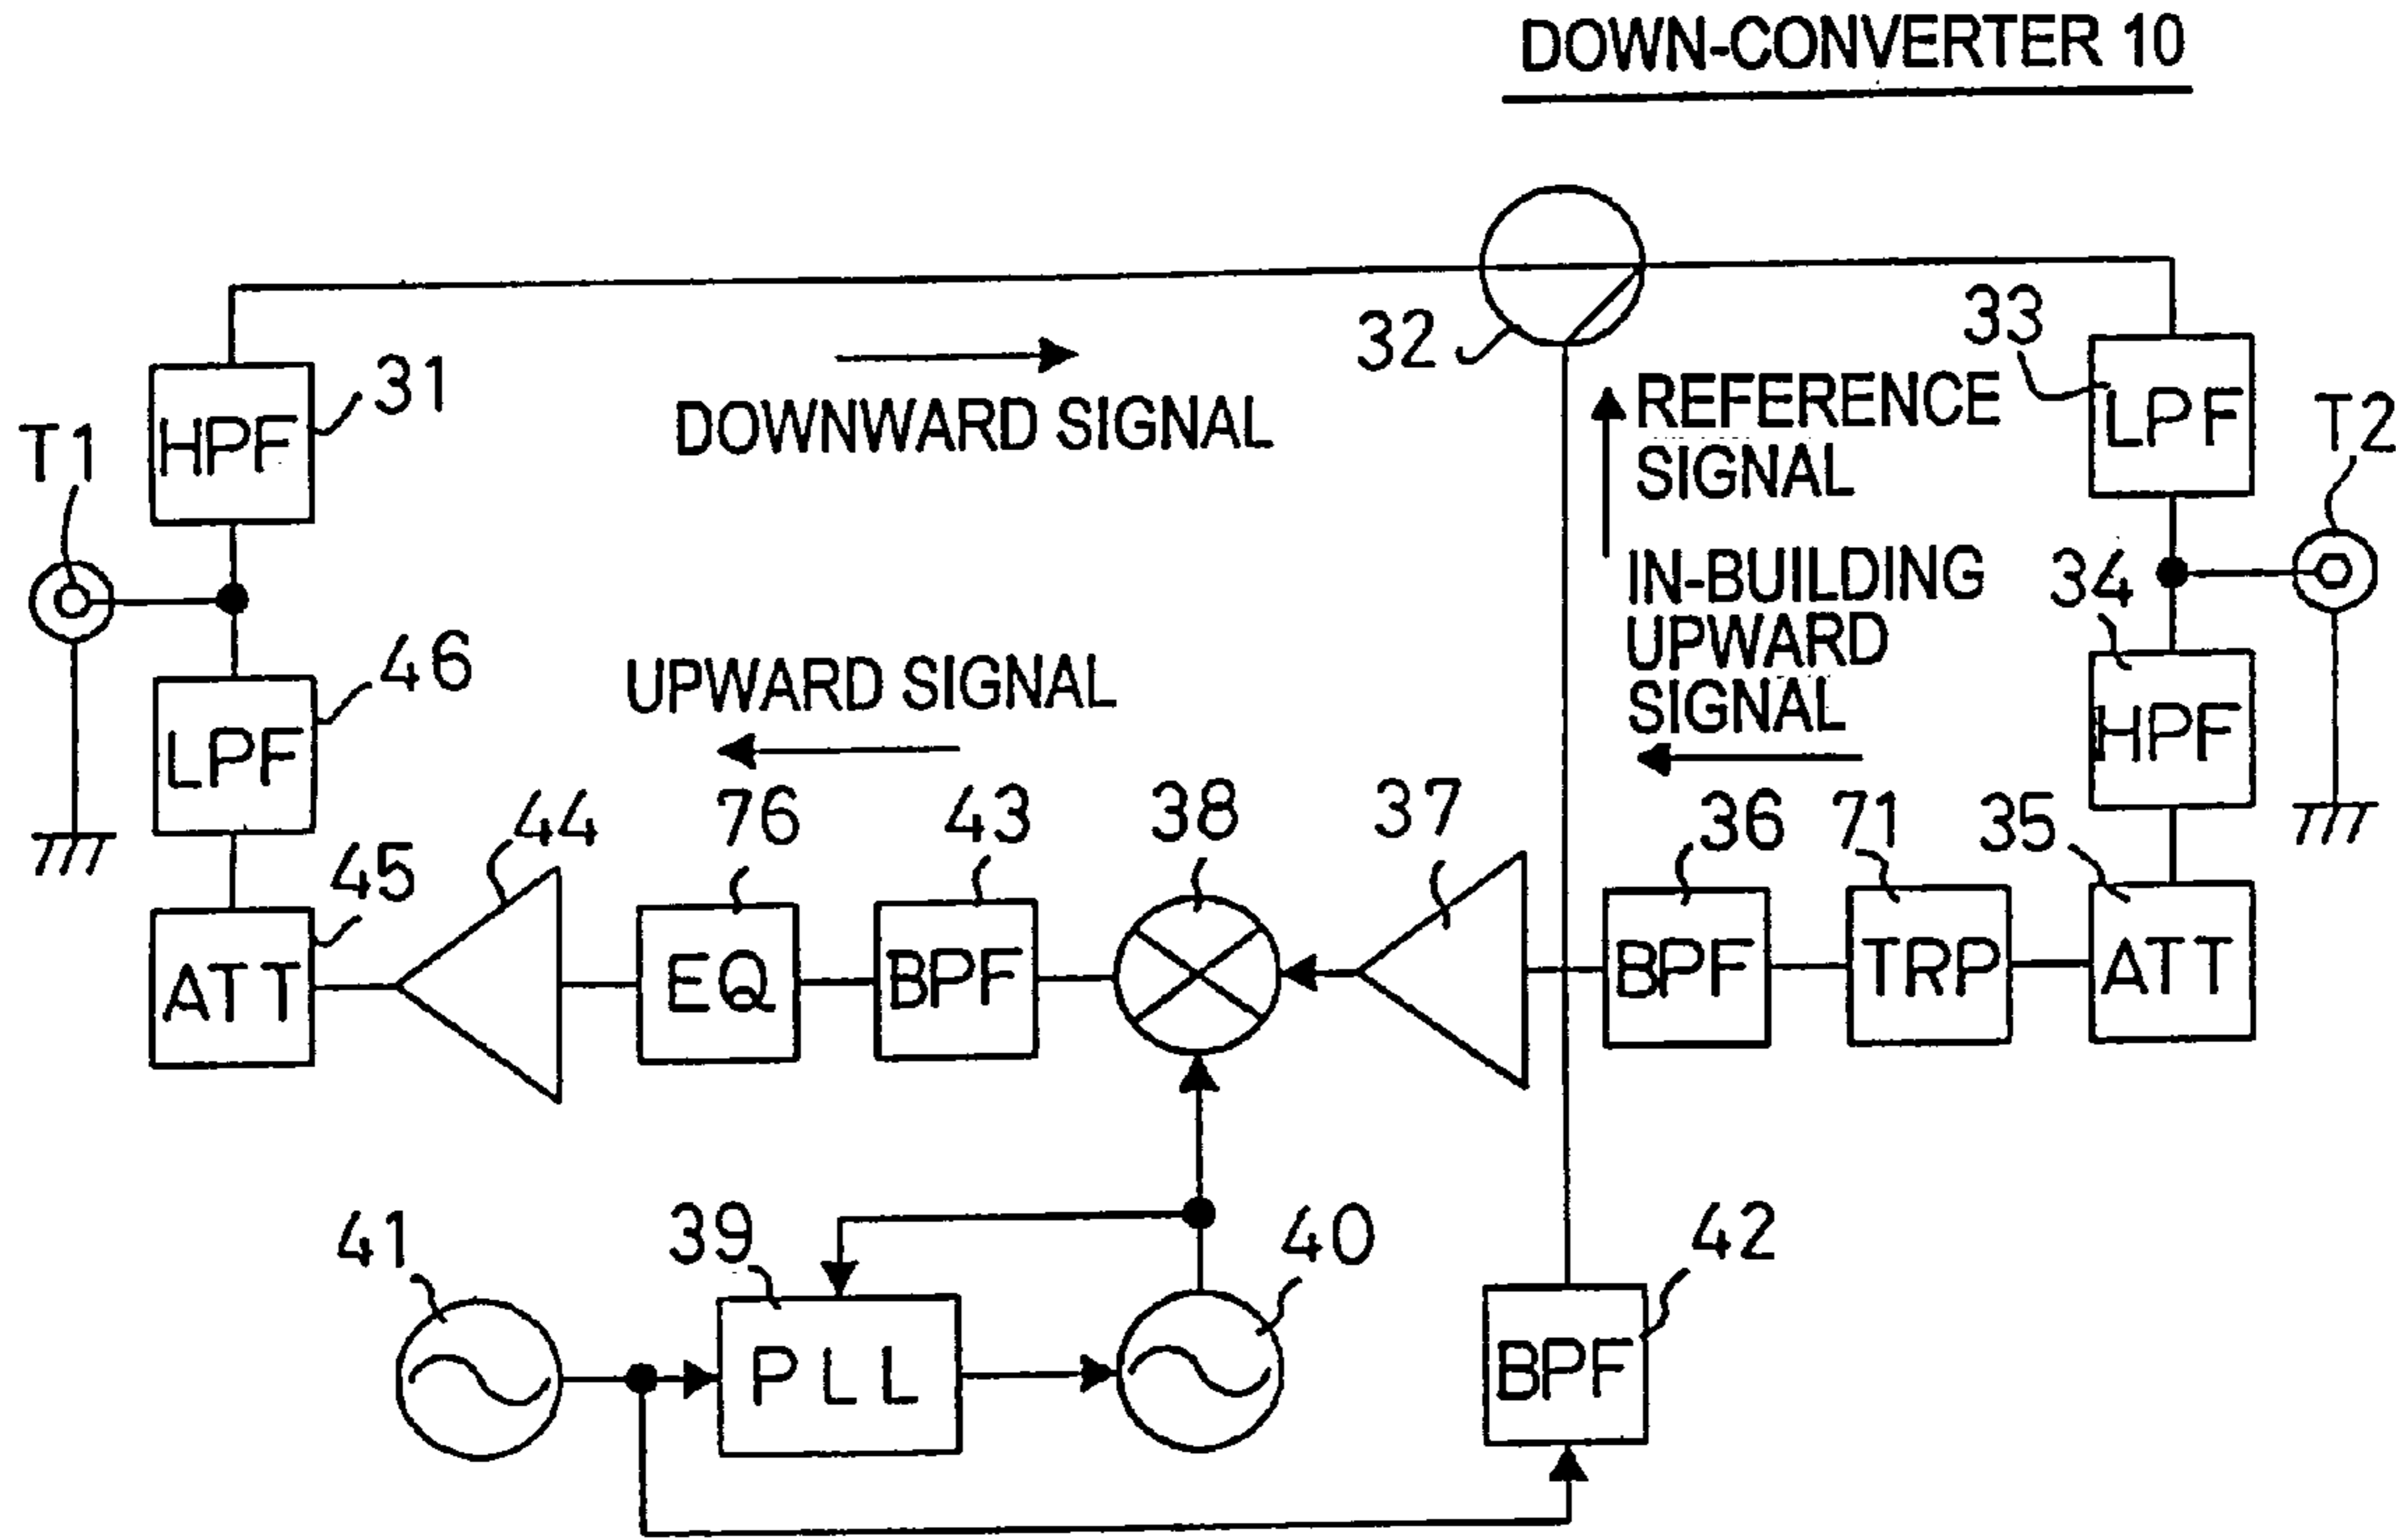 DOWN-CONVERTER 10
32
33
31
HPF
DOWNWARD SIGNAL
REFERENCE
SIGNAL
LPF
T1
T2
34
IN-BUILDING
UPWARD
SIGNAL
46
UPWARD SIGNAL
LPF
HPF
44
76
43
38
37
36
71
35
45
ATT
EQ
BPF
BPF
TRP
ATT
41
39
40
42
PLL
BPF